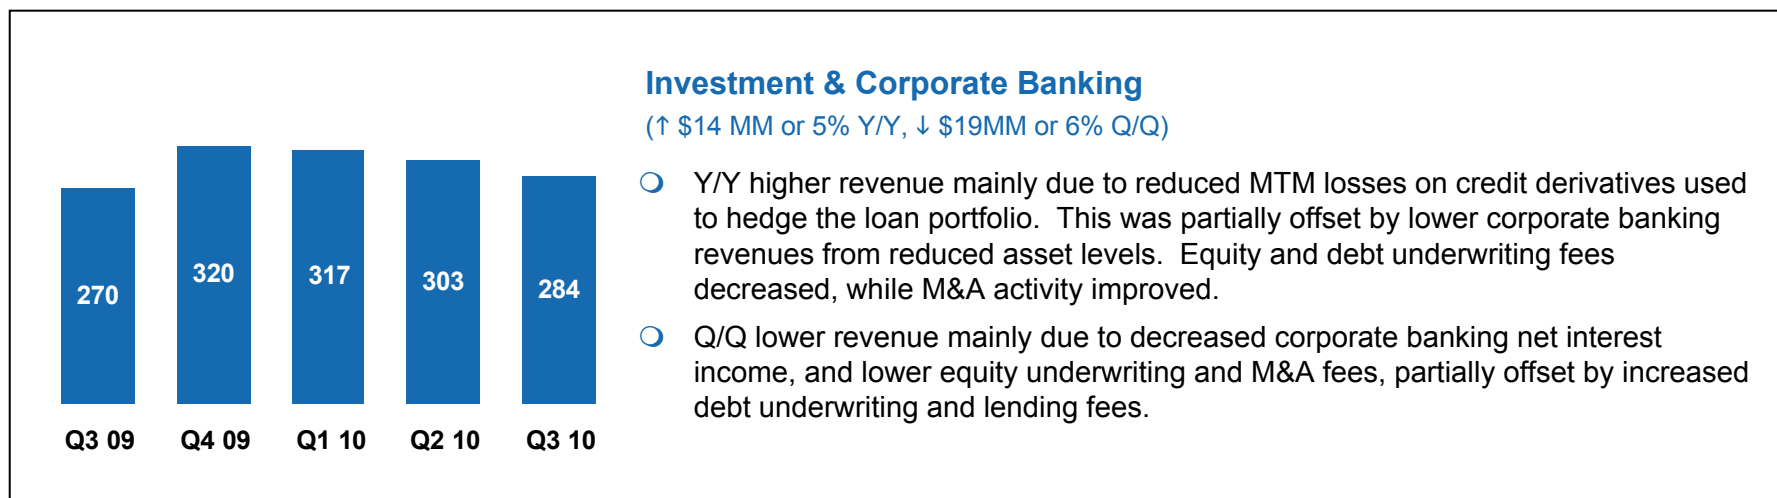 Investment & Corporate Banking
(↑ $14 MM or 5% Y/Y, ↓ $19MM or 6% Q/Q)
Y/Y higher revenue mainly due to reduced MTM losses on credit derivatives used
to hedge the loan portfolio.  This was partially offset by lower corporate banking
revenues from reduced asset levels.  Equity and debt underwriting fees
decreased, while M&A activity improved.
Q/Q lower revenue mainly due to decreased corporate banking net interest
income, and lower equity underwriting and M&A fees, partially offset by increased
debt underwriting and lending fees.
270 320 317 303 284
Q3 09 Q4 09 Q1 10 Q2 10 Q3 10